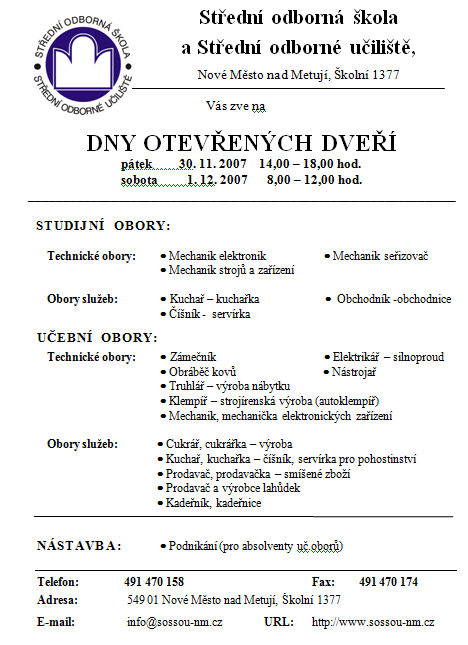 STŘEDNÍ ODBORNÁ ŠKOLA
STŘEDNÍ ODBORNÉ UČILIŠTĚ
Střední odborná škola
a Střední odborné učiliště,
Nové Město nad Metují, Školní 1377
Vás zve na
DNY OTEVŘENÝCH DVEŘÍ
pátek 30. 11. 2007 14,00 – 18,00 hod.
sobota 1. 12. 2007 8,00 – 12,00 hod.
STUDIJNÍ OBORY:
Technické obory: • Mechanik elektronik • Mechanik seřizovač
• Mechanik strojů a zařízení
Obory služeb: • Kuchař – kuchařka • Obchodník -obchodnice
• Číšník - servírka
UČEBNÍ OBORY:
Technické obory: • Zámečník • Elektrikář – silnoproud
• Obráběč kovů • Nástrojař
• Truhlář – výroba nábytku
• Klempíř – strojírenská výroba (autoklempíř)
• Mechanik, mechanička elektronických zařízení
Obory služeb: • Cukrář, cukrářka – výroba
• Kuchař, kuchařka – číšník, servírka pro pohostinství
• Prodavač, prodavačka – smíšené zboží
• Prodavač a výrobce lahůdek
• Kadeřník, kadeřnice
NÁSTAVBA: • Podnikání (pro absolventy uč.oborů)
Telefon: 491 470 158 Fax: 491 470 174
Adresa: 549 01 Nové Město nad Metují, Školní 1377
E-mail: info@sossou-nm.cz URL: http://www.sossou-nm.cz